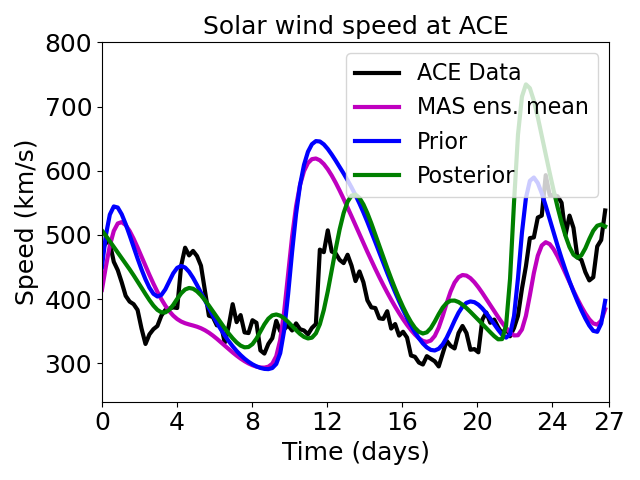 Solar wind speed at ACE
800
700
600
500
400
300
Speed (km/s)
ACE Data
MAS ens. mean
Prior
Posterior
0 4 8 12 16 20 24 27
Time (days)